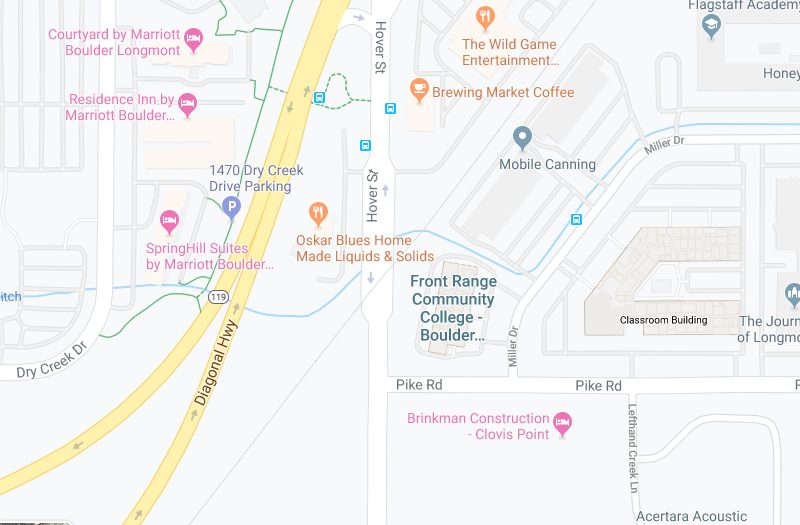 Flagstaff Academy
Courtyard by Marriott
Boulder Longmont
Hover St
The Wild Game
Entertainment…
Honey
Residence Inn by
Marriott Boulder…
Brewing Market Coffee
Miller Dr
Mobile Canning
1470 Dry Creek
Drive Parking
P
Hover St
Oskar Blues Home
Made Liquids & Solids
SpringHill Suites
by Marriott Boulder…
itch
119
Front Range
Community
College -
Boulder…
Classroom Building
The Journ
of Longmo
Miller Dr
Dry Creek Dr
Diagonal Hwy
Pike Rd
Pike Rd
P
Brinkman Construction
- Clovis Point
Lefthand Creek Ln
Acertara Acoustic